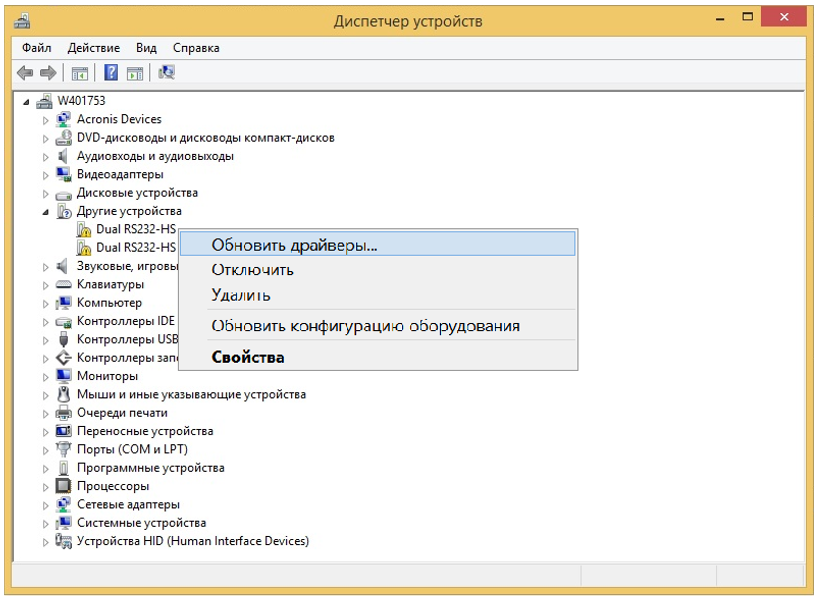 Диспетчер устройств
Файл Действие Вид Справка
W401753
Acronis Devices
DVD-дисководы и дисководы компакт-дисков
Аудиовходы и аудиовыходы
Видеоадаптеры
Дисковые устройства
Другие устройства
Dual RS232-HS
Dual RS232-HS
Звуковые, игровы
Клавиатуры
Компьютер
Контроллеры IDE
Контроллеры USB
Контроллеры запо
Мониторы
Мыши и иные указывающие устройства
Очереди печати
Переносные устройства
Порты (COM и LPT)
Программные устройства
Процессоры
Сетевые адаптеры
Системные устройства
Устройства HID (Human Interface Devices)
Обновить драйверы...
Отключить
Удалить
Обновить конфигурацию оборудования
Свойства